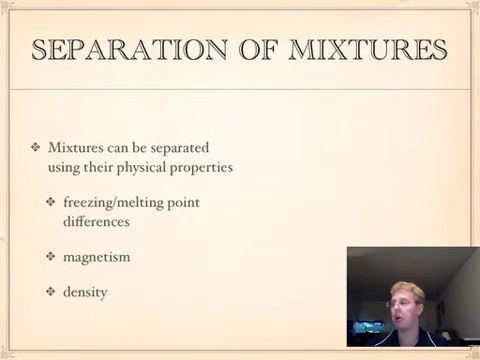 SEPARATION OF MIXTURES
Mixtures can be separated
using their physical properties
freezing/melting point
differences
magnetism
density